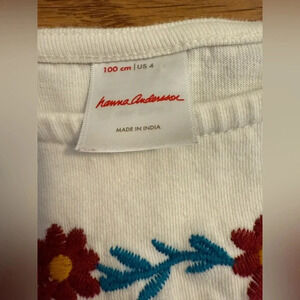 100 cm | US 4
hanna andersson
MADE IN INDIA